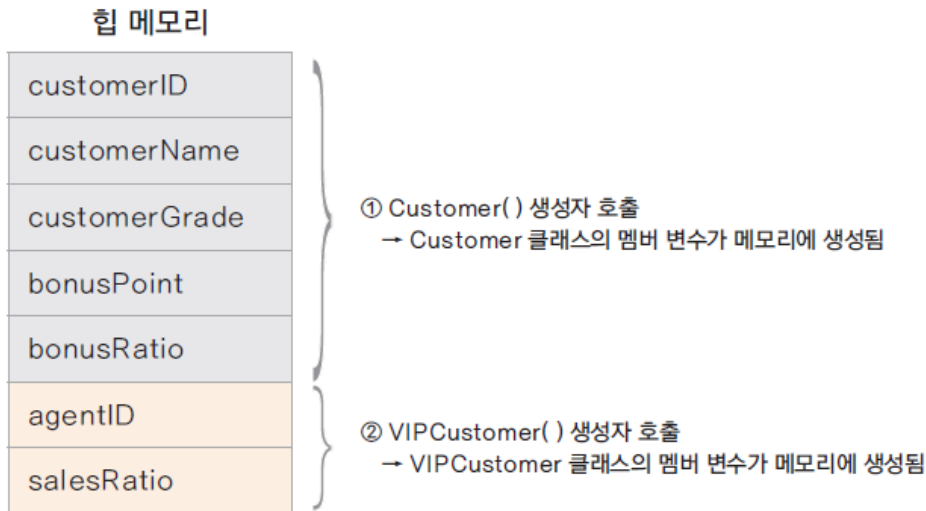 힙 메모리
customerID
customerName
customerGrade
bonusPoint
bonusRatio
agentID
salesRatio
① Customer( ) 생성자 호출
→ Customer 클래스의 멤버 변수가 메모리에 생성됨
② VIPCustomer( ) 생성자 호출
→ VIPCustomer 클래스의 멤버 변수가 메모리에 생성됨